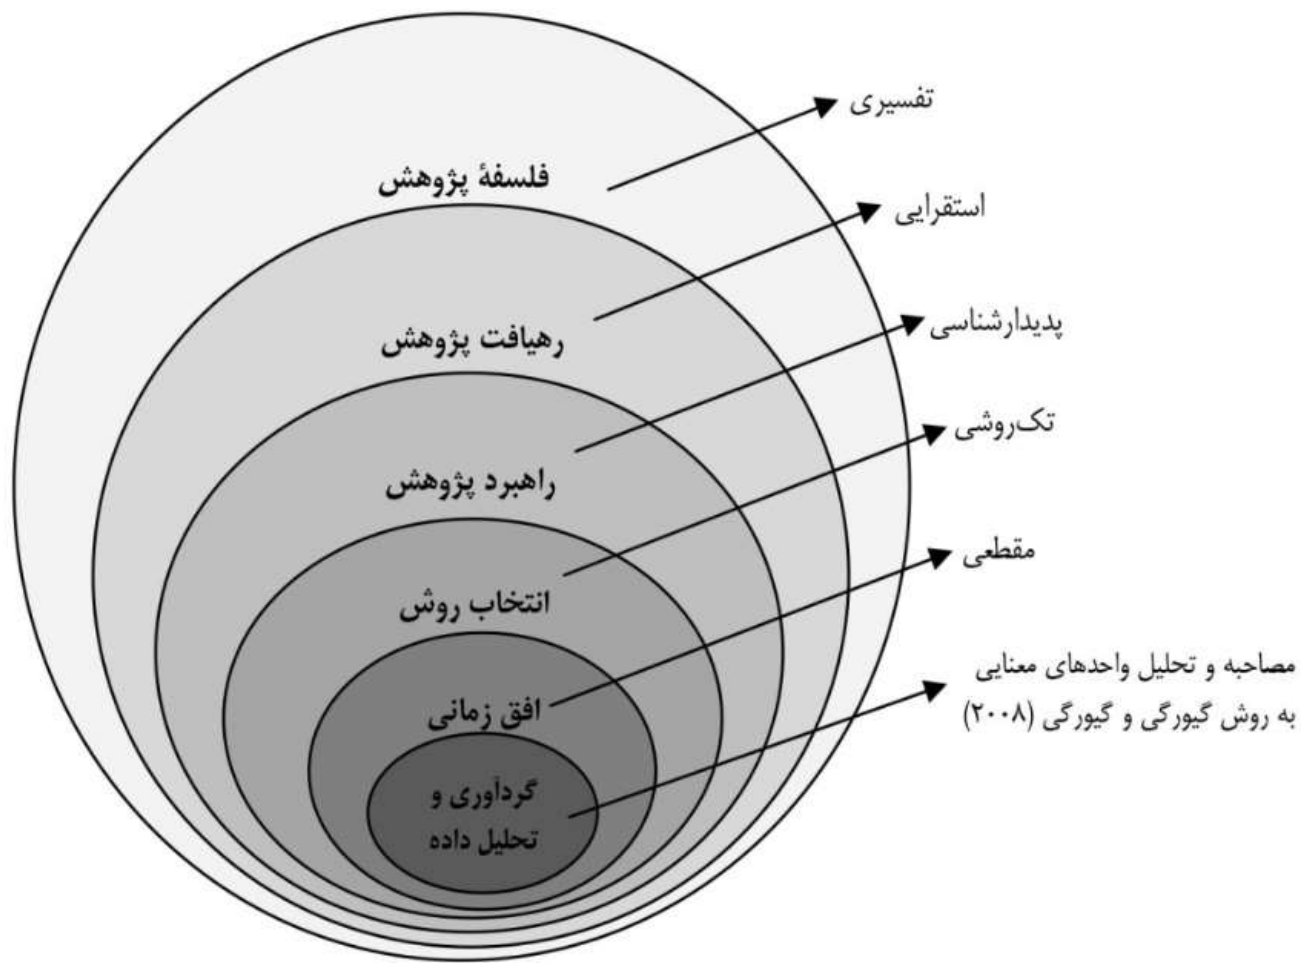 تفسیری
فلسفهٔ پژوهش
استقرایی
رهیافت پژوهش
پدیدارشناسی
راهبرد پژوهش
تک‌روشی
انتخاب روش
مقطعی
افق زمانی
مصاحبه و تحلیل واحدهای معنایی
به روش گیورگی و گیورگی (۲۰۰۸)
گردآوری و
تحلیل داده